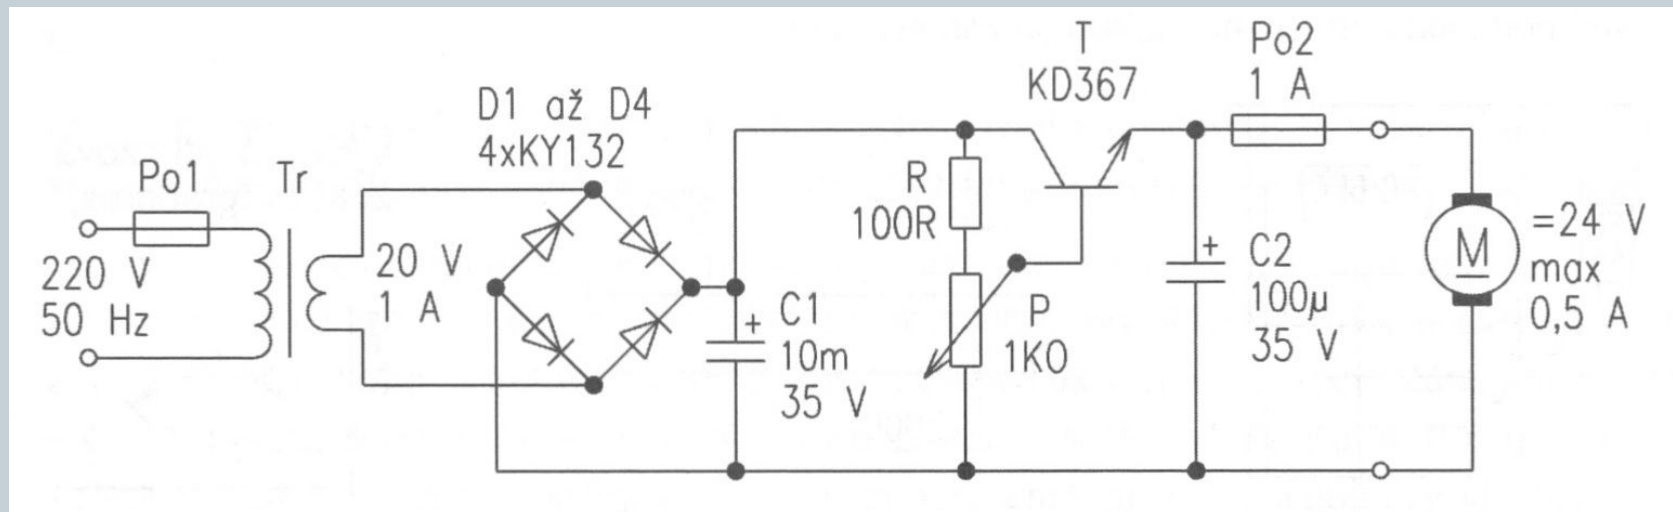 Po1
220 V
50 Hz
Tr
20 V
1 A
D1 až D4
4xKY132
+
C1
10m
35 V
R
100R
P
1K0
T
KD367
Po2
1 A
+
C2
100µ
35 V
M
=24 V
max
0,5 A